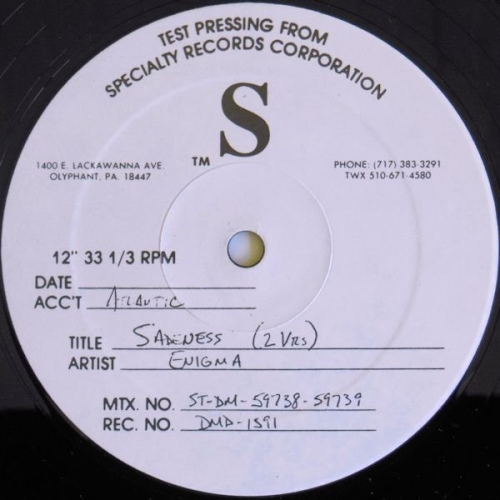 TEST PRESSING FROM
SPECIALTY RECORDS CORPORATION
S
TM
1400 E. LACKAWANNA AVE.
OLYPHANT, PA. 18447
PHONE: (717) 383-3291
TWX 510-671-4580
12" 33 1/3 RPM
DATE
ACC'T ATLANTIC
TITLE SADENESS (2 VRS)
ARTIST ENIGMA
MTX. NO. ST-DM-59738-59739
REC. NO. DMD-1591